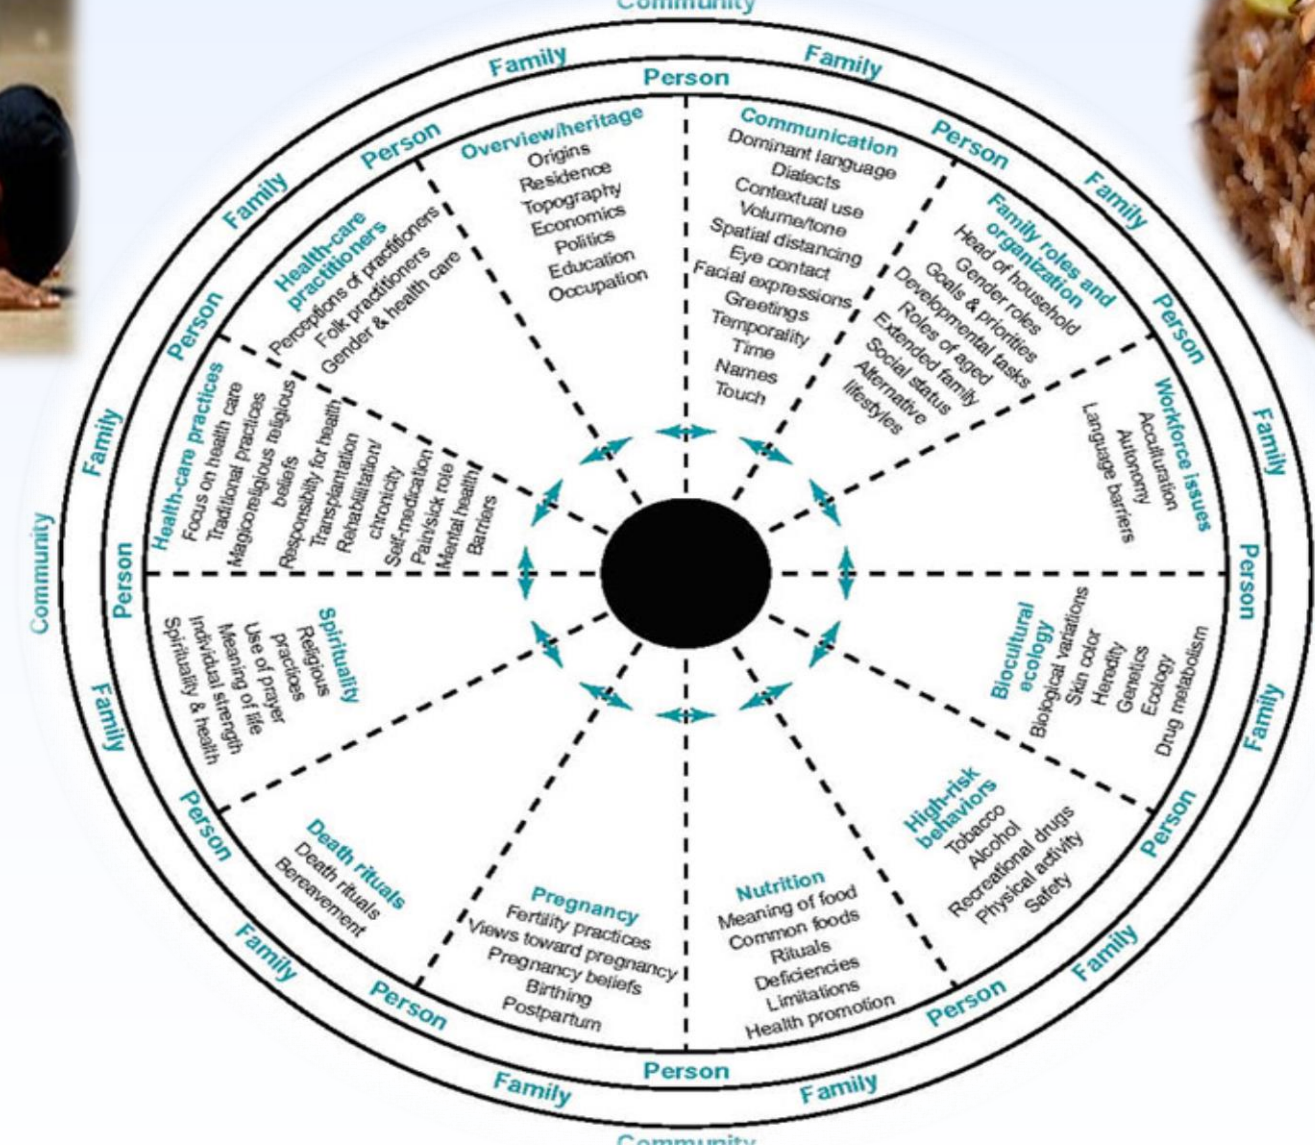 Community
Family
Family
Person
Person
Person
Family
Family
Person
Person
Family
Family
Community
Person
Person
Family
Family
Person
Person
Family
Family
Person
Person
Person
Family
Family
Community
Overview/heritage
Origins
Residence
Topography
Economics
Politics
Education
Occupation
Communication
Dominant language
Dialects
Contextual use
Volume/tone
Spatial distancing
Eye contact
Facial expressions
Greetings
Temporality
Time
Names
Touch
Family roles and
organization
Head of household
Gender roles
Goals & priorities
Developmental tasks
Roles of aged
Extended family
Social status
Alternative
lifestyles
Workforce issues
Acculturation
Autonomy
Language barriers
Biocultural
ecology
Biological variations
Skin color
Heredity
Genetics
Ecology
Drug metabolism
High-risk
behaviors
Tobacco
Alcohol
Recreational drugs
Physical activity
Safety
Nutrition
Meaning of food
Common foods
Rituals
Deficiencies
Limitations
Health promotion
Pregnancy
Fertility practices
Views toward pregnancy
Pregnancy beliefs
Birthing
Postpartum
Death rituals
Death rituals
Bereavement
Spirituality
Religious
practices
Use of prayer
Meaning of life
Individual strength
Spirituality & health
Health-care practices
Focus on health care
Traditional practices
Magicoreligious religious
beliefs
Responsibility for health
Transplantation
Rehabilitation/
chronicity
Self-medication
Pain/sick role
Mental health/
Barriers
Health-care
practitioners
Perceptions of practitioners
Folk practitioners
Gender & health care